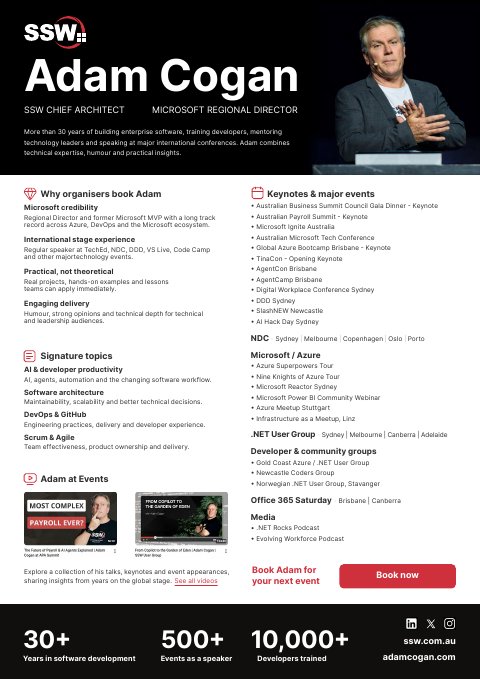 SSW
Adam Cogan
SSW CHIEF ARCHITECT MICROSOFT REGIONAL DIRECTOR
More than 30 years of building enterprise software, training developers, mentoring
technology leaders and speaking at major international conferences. Adam combines
technical expertise, humour and practical insights.
Why organisers book Adam
Microsoft credibility
Regional Director and former Microsoft MVP with a long track
record across Azure, DevOps and the Microsoft ecosystem.
International stage experience
Regular speaker at TechEd, NDC, DDD, VS Live, Code Camp
and other majortechnology events.
Practical, not theoretical
Real projects, hands-on examples and lessons
teams can apply immediately.
Engaging delivery
Humour, strong opinions and technical depth for technical
and leadership audiences.
Signature topics
AI & developer productivity
AI, agents, automation and the changing software workflow.
Software architecture
Maintainability, scalability and better technical decisions.
DevOps & GitHub
Engineering practices, delivery and developer experience.
Scrum & Agile
Team effectiveness, product ownership and delivery.
Adam at Events
MOST COMPLEX
PAYROLL EVER?
The Future of Payroll & AI Agents Explained | Adam
Cogan at APA Summit
FROM COPILOT TO
THE GARDEN OF EDEN
From Copilot to the Garden of Eden | Adam Cogan |
SSW User Group
Explore a collection of his talks, keynotes and event appearances,
sharing insights from years on the global stage. See all videos
Keynotes & major events
• Australian Business Summit Council Gala Dinner - Keynote
• Australian Payroll Summit - Keynote
• Microsoft Ignite Australia
• Australian Microsoft Tech Conference
• Global Azure Bootcamp Brisbane - Keynote
• TinaCon - Opening Keynote
• AgentCon Brisbane
• AgentCamp Brisbane
• Digital Workplace Conference Sydney
• DDD Sydney
• SlashNEW Newcastle
• AI Hack Day Sydney
NDC Sydney | Melbourne | Copenhagen | Oslo | Porto
Microsoft / Azure
• Azure Superpowers Tour
• Nine Knights of Azure Tour
• Microsoft Reactor Sydney
• Microsoft Power BI Community Webinar
• Azure Meetup Stuttgart
• Infrastructure as a Meetup, Linz
.NET User Group Sydney | Melbourne | Canberra | Adelaide
Developer & community groups
• Gold Coast Azure / .NET User Group
• Newcastle Coders Group
• Norwegian .NET User Group, Stavanger
Office 365 Saturday Brisbane | Canberra
Media
• .NET Rocks Podcast
• Evolving Workforce Podcast
Book Adam for
your next event
Book now
30+
Years in software development
500+
Events as a speaker
10,000+
Developers trained
ssw.com.au
adamcogan.com